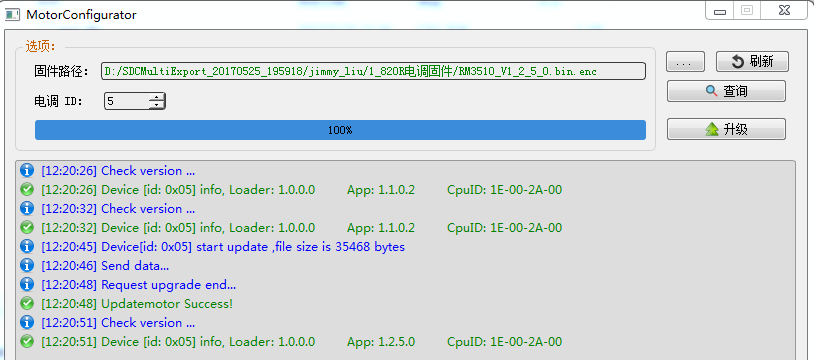 MotorConfigurator
选项:
固件路径: D:/SDCMultiExport_20170525_195918/jimmy_liu/1_820R电调固件/RM3510_V1_2_5_0.bin.enc ... 刷新
电调 ID: 5 查询
100% 升级
[12:20:26] Check version ...
[12:20:26] Device [id: 0x05] info, Loader: 1.0.0.0 App: 1.1.0.2 CpuID: 1E-00-2A-00
[12:20:32] Check version ...
[12:20:32] Device [id: 0x05] info, Loader: 1.0.0.0 App: 1.1.0.2 CpuID: 1E-00-2A-00
[12:20:45] Device[id: 0x05] start update ,file size is 35468 bytes
[12:20:46] Send data...
[12:20:48] Request upgrade end...
[12:20:48] Updatemotor Success!
[12:20:51] Check version ...
[12:20:51] Device [id: 0x05] info, Loader: 1.0.0.0 App: 1.2.5.0 CpuID: 1E-00-2A-00